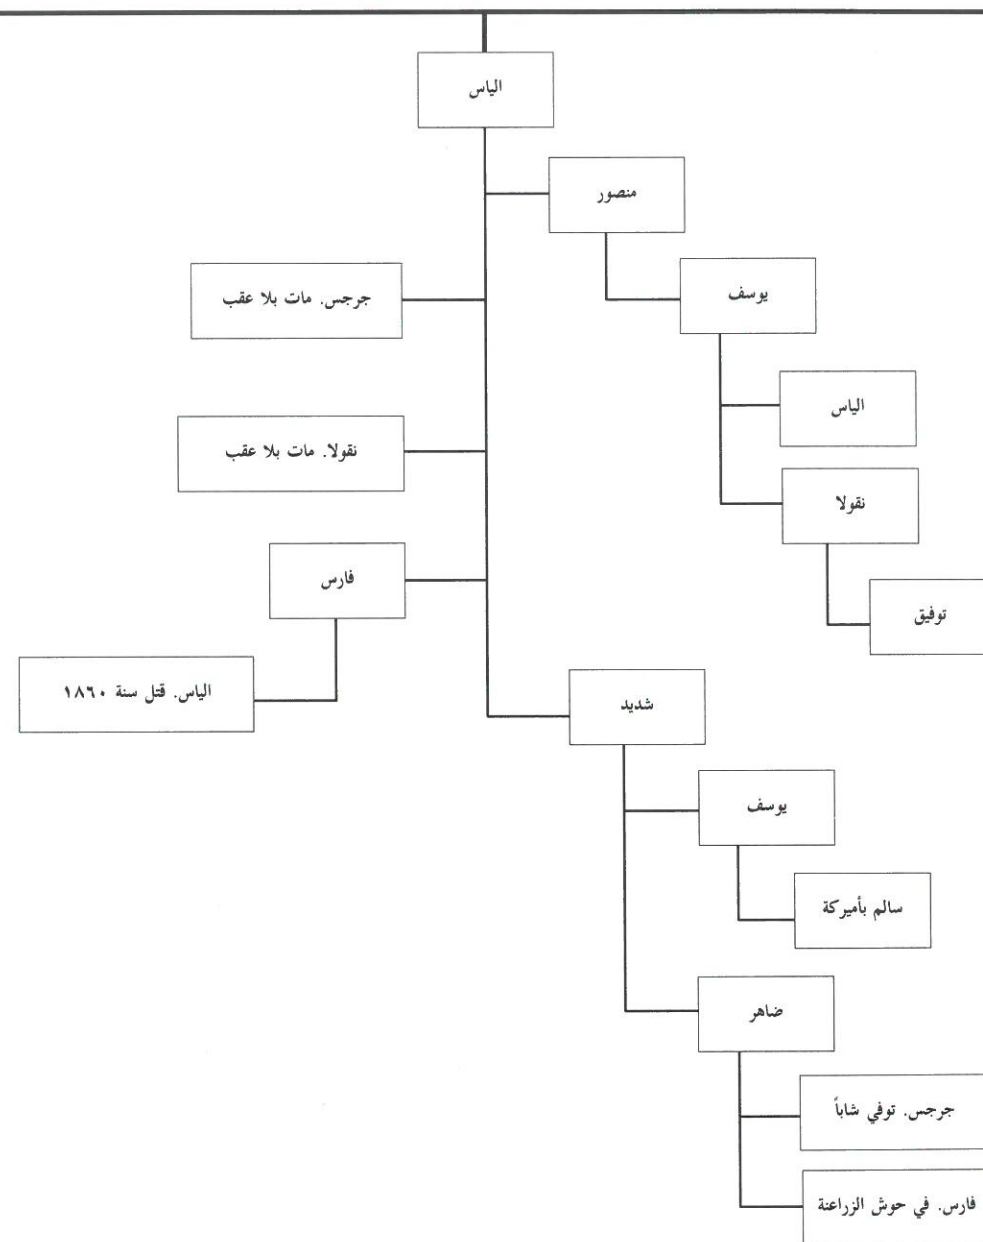 الياس
منصور
يوسف
جرجس. مات بلا عقب
الياس
نقولا. مات بلا عقب
نقولا
فارس
توفيق
الياس. قتل سنة ١٨٦٠
شديد
يوسف
سالم بأميركة
ضاهر
جرجس. توفي شاباً
فارس. في حوش الزراعنة